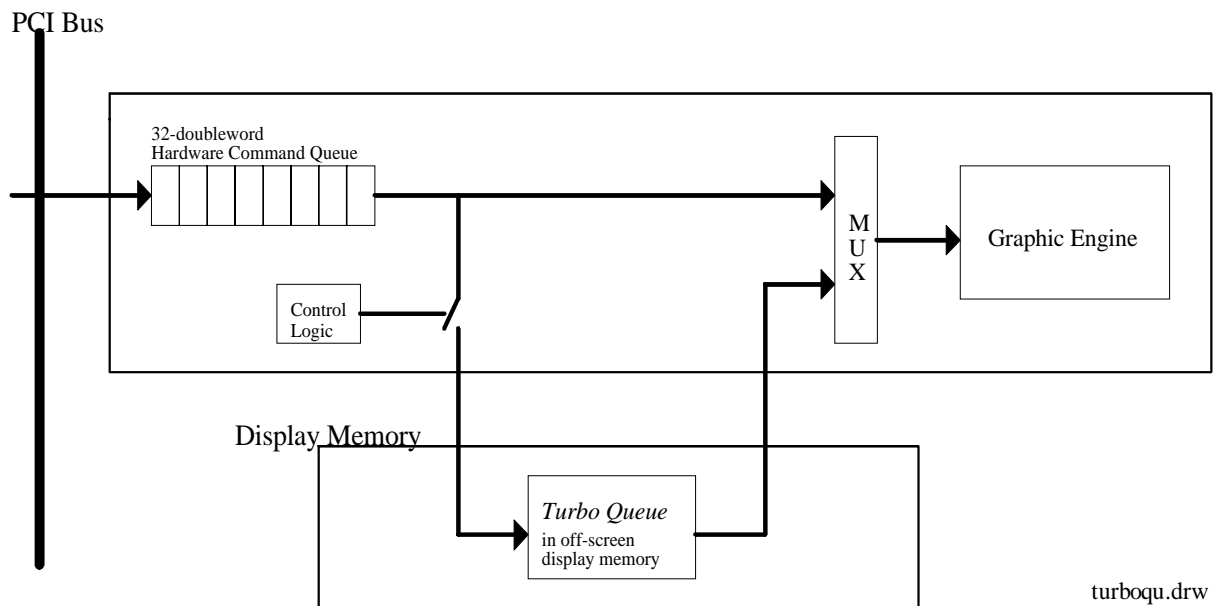 PCI Bus
32-doubleword
Hardware Command Queue
M
U
X
Graphic Engine
Control
Logic
Display Memory
Turbo Queue
in off-screen
display memory
turboqu.drw